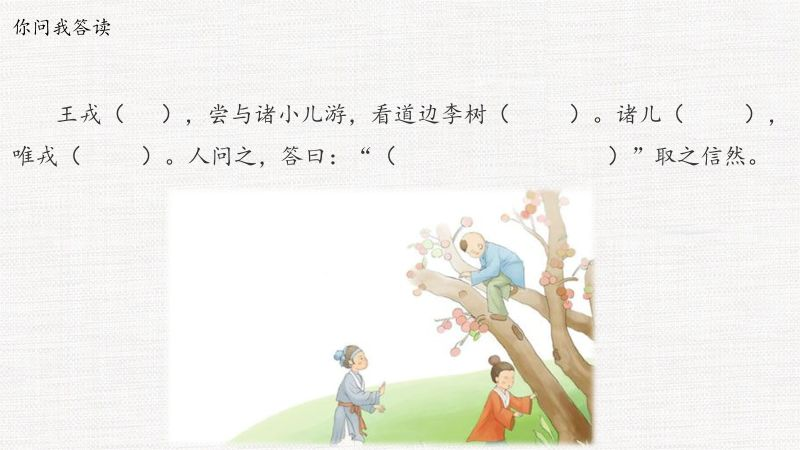 你问我答读
王戎（　），尝与诸小儿游，看道边李树（　　）。诸儿（　　），
唯戎（　　）。人问之，答曰：“（　　　　　　　　）”取之信然。